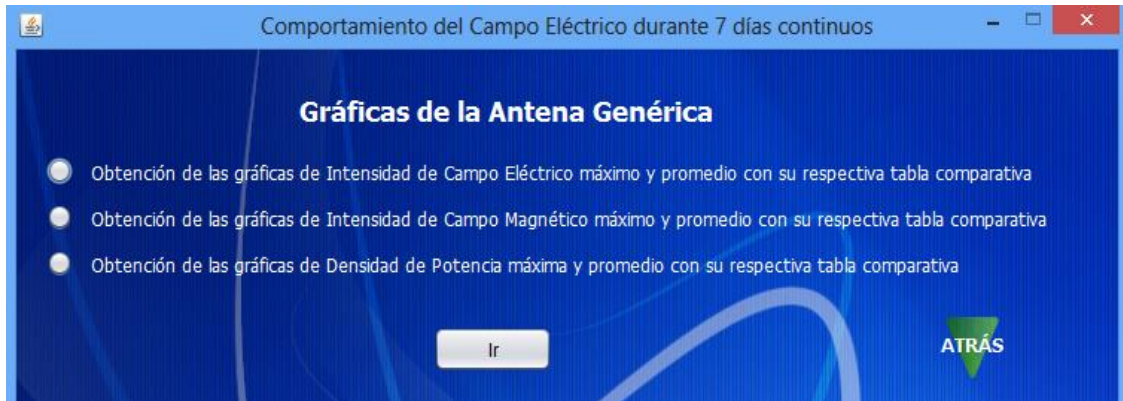 Comportamiento del Campo Eléctrico durante 7 días continuos
Gráficas de la Antena Genérica
Obtención de las gráficas de Intensidad de Campo Eléctrico máximo y promedio con su respectiva tabla comparativa
Obtención de las gráficas de Intensidad de Campo Magnético máximo y promedio con su respectiva tabla comparativa
Obtención de las gráficas de Densidad de Potencia máxima y promedio con su respectiva tabla comparativa
Ir
ATRÁS